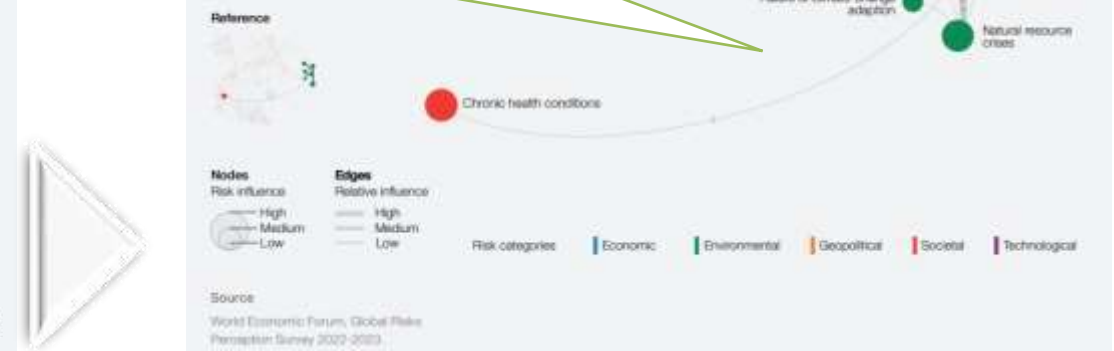 adaption
Reference
Natural resource
crises
Chronic health conditions
Nodes
Edges
Risk influence
Relative influence
High
Medium
Low
High
Medium
Low
Risk categories
Economic
Environmental
Geopolitical
Societal
Technological
Source
World Economic Forum, Global Risks
Perception Survey 2022-2023